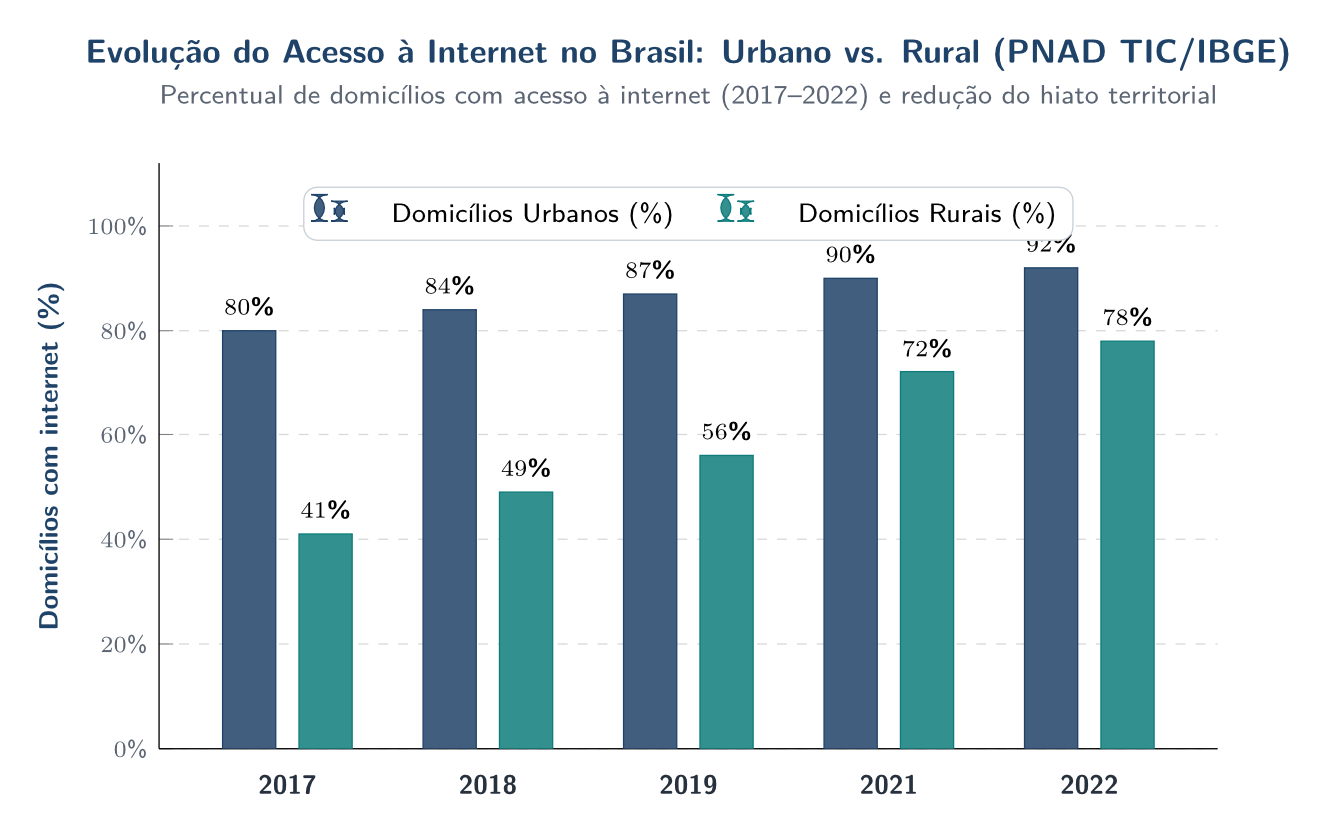 Evolução do Acesso à Internet no Brasil: Urbano vs. Rural (PNAD TIC/IBGE)
Percentual de domicílios com acesso à internet (2017–2022) e redução do hiato territorial
Domicílios Urbanos (%) Domicílios Rurais (%)
Domicílios com internet (%)
100%
80%
60%
40%
20%
0%
80% 41%
84% 49%
87% 56%
90% 72%
92% 78%
2017 2018 2019 2021 2022